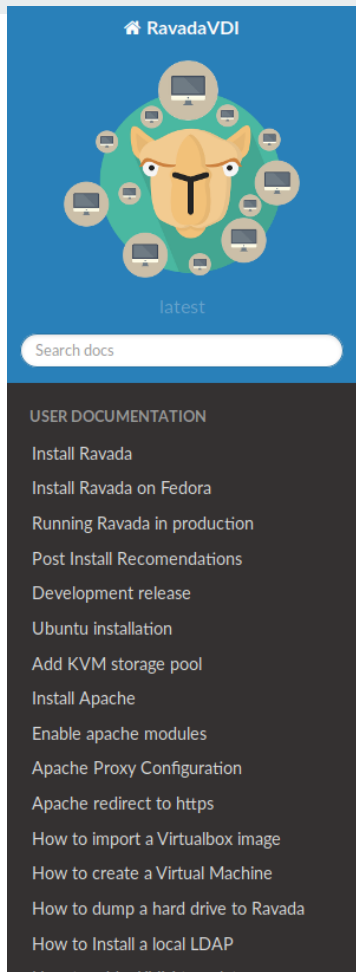 RavadaVDI
latest
Search docs
USER DOCUMENTATION
Install Ravada
Install Ravada on Fedora
Running Ravada in production
Post Install Recomendations
Development release
Ubuntu installation
Add KVM storage pool
Install Apache
Enable apache modules
Apache Proxy Configuration
Apache redirect to https
How to import a Virtualbox image
How to create a Virtual Machine
How to dump a hard drive to Ravada
How to Install a local LDAP